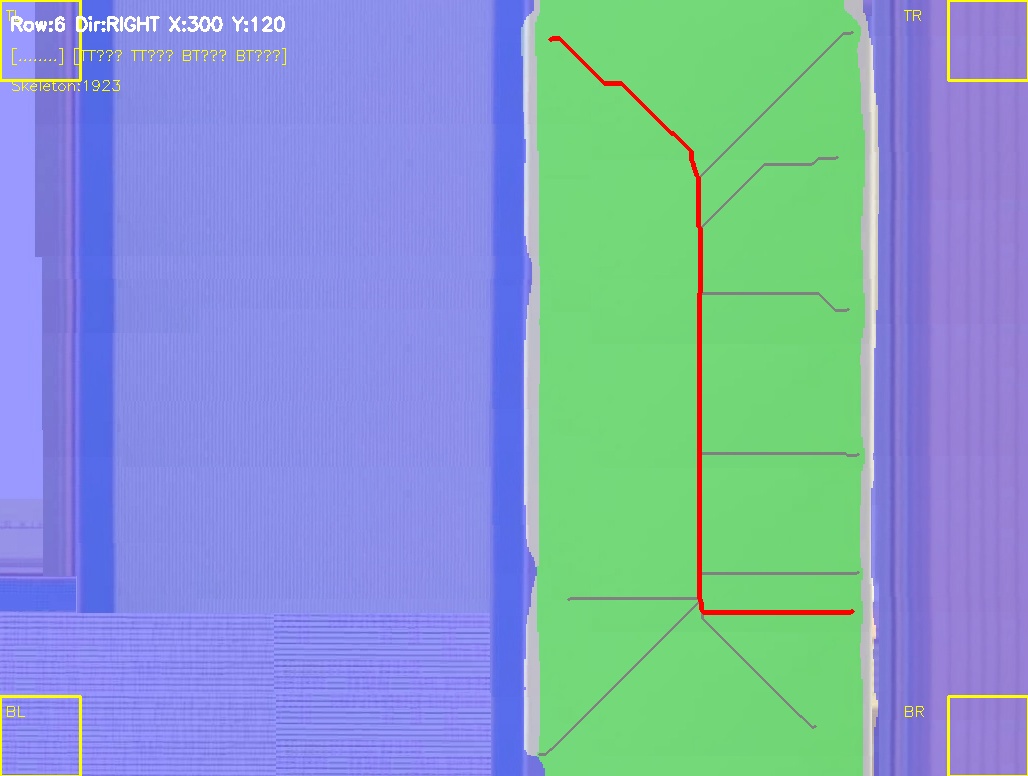 TL
TR
Row:6 Dir:RIGHT X:300 Y:120
[........] [TT??? TT??? BT??? BT???]
Skeleton:1923
BL
BR